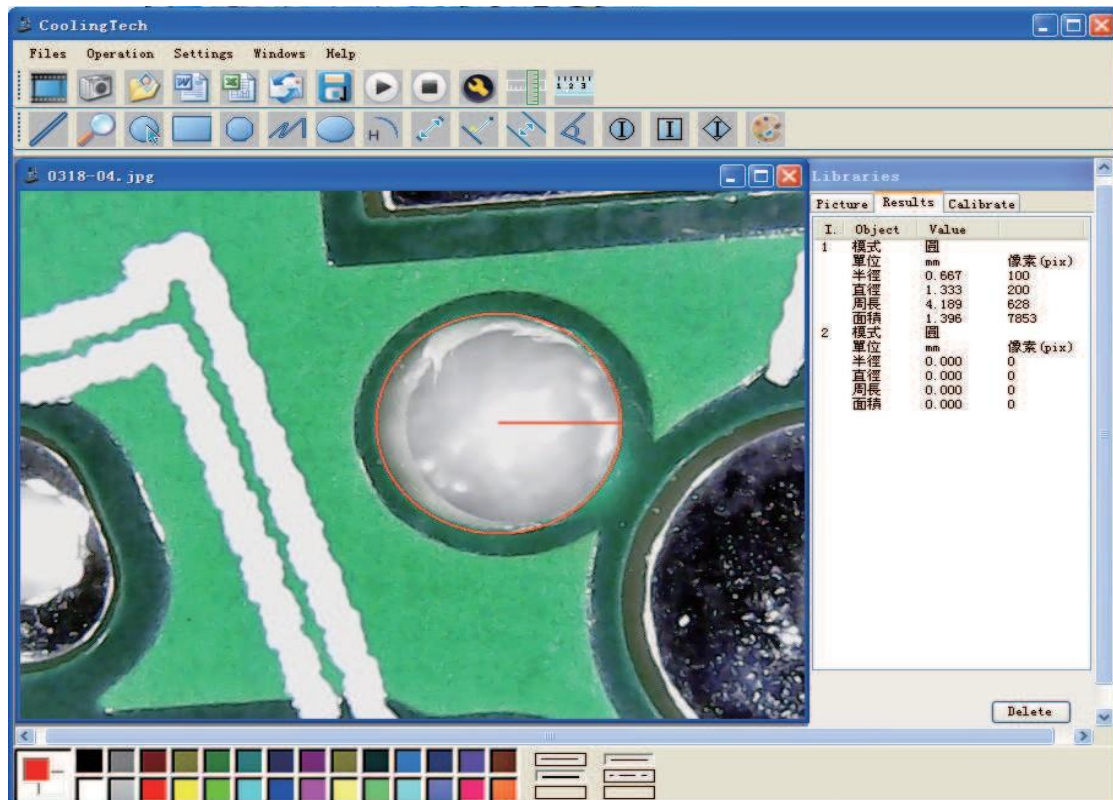 CoolingTech
Files Operation Settings Windows Help
1 2 3
H
I I I
0318-04.jpg
Libraries
Picture Results Calibrate
I. Object Value
1 模式 圓
單位 mm 像素(pix)
半徑 0.667 100
直徑 1.333 200
周長 4.189 628
面積 1.396 7853
2 模式 圓
單位 mm 像素(pix)
半徑 0.000 0
直徑 0.000 0
周長 0.000 0
面積 0.000 0
Delete